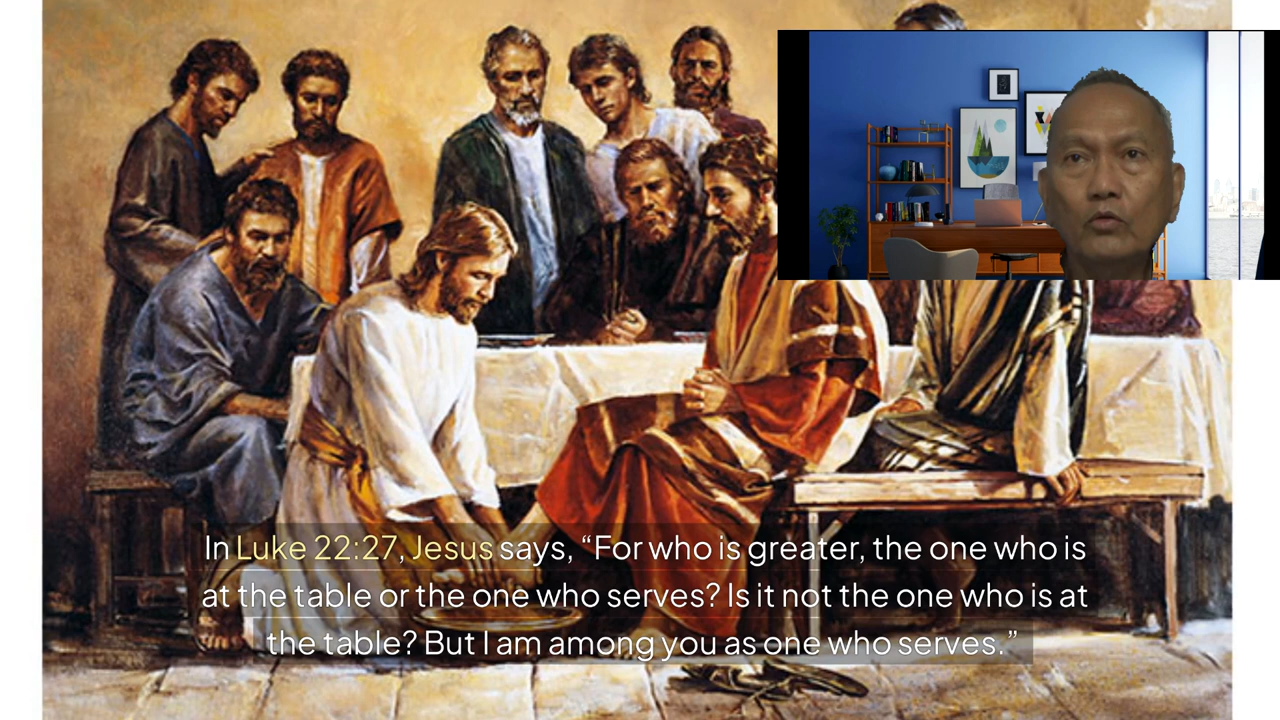 In Luke 22:27, Jesus says, “For who is greater, the one who is
at the table or the one who serves? Is it not the one who is at
the table? But I am among you as one who serves.”